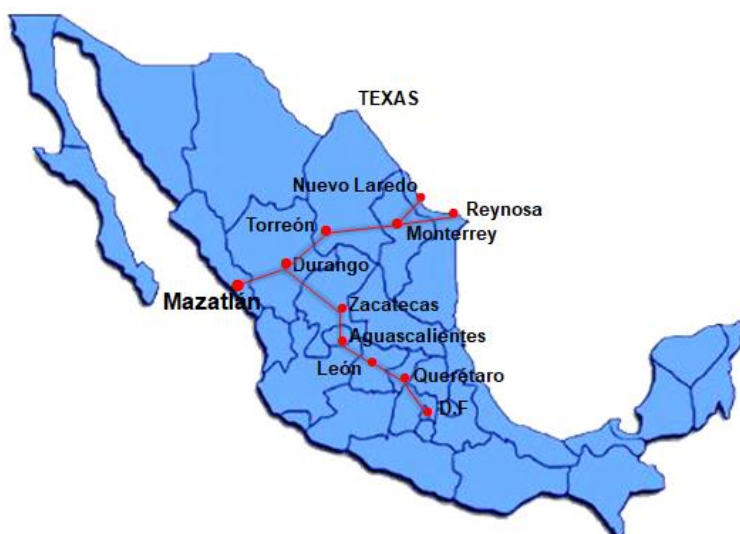 TEXAS
Nuevo Laredo
Reynosa
Torreón
Monterrey
Durango
Mazatlán
Zacatecas
Aguascalientes
León
Querétaro
D.F